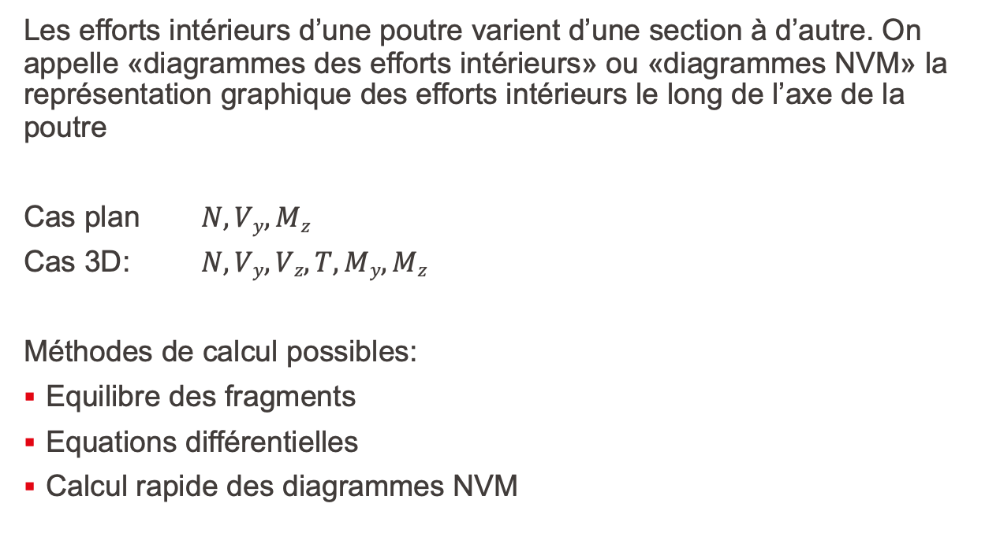 Les efforts intérieurs d’une poutre varient d’une section à d’autre. On
appelle «diagrammes des efforts intérieurs» ou «diagrammes NVM» la
représentation graphique des efforts intérieurs le long de l’axe de la
poutre
Cas plan N, V_y, M_z
Cas 3D: N, V_y, V_z, T, M_y, M_z
Méthodes de calcul possibles:
▪ Equilibre des fragments
▪ Equations différentielles
▪ Calcul rapide des diagrammes NVM